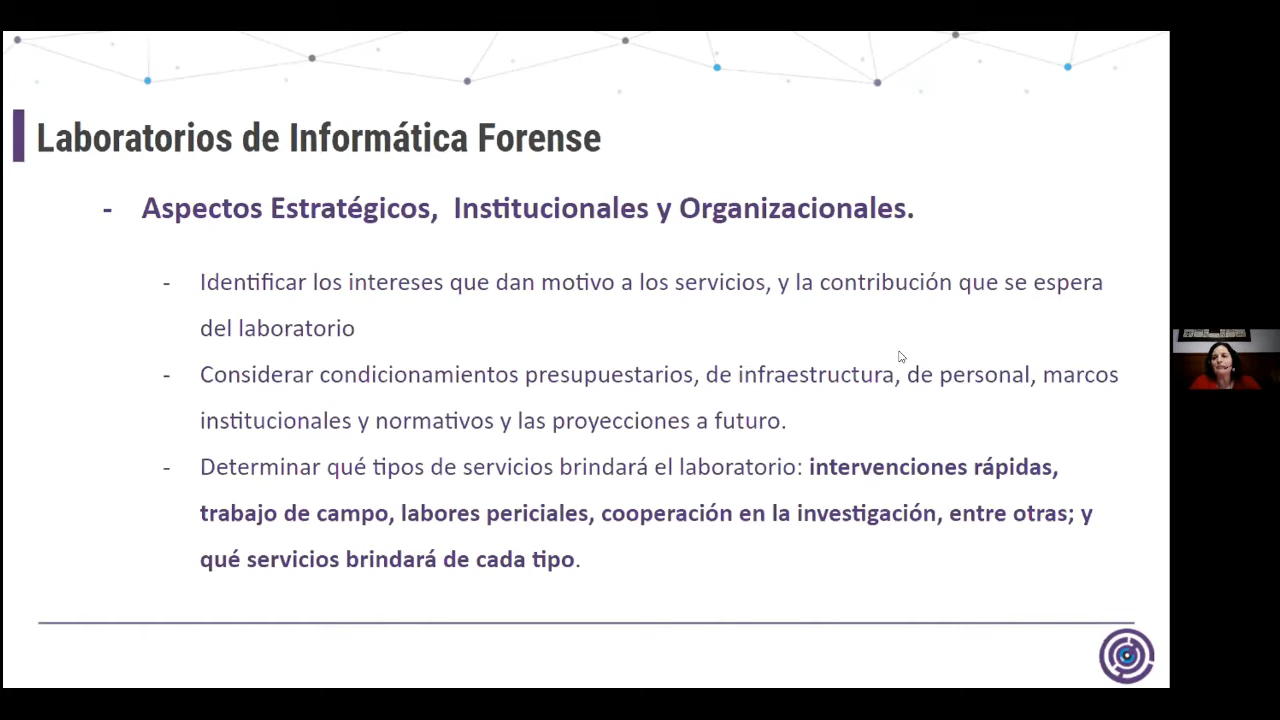 Laboratorios de Informática Forense
- Aspectos Estratégicos, Institucionales y Organizacionales.
- Identificar los intereses que dan motivo a los servicios, y la contribución que se espera
del laboratorio
- Considerar condicionamientos presupuestarios, de infraestructura, de personal, marcos
institucionales y normativos y las proyecciones a futuro.
- Determinar qué tipos de servicios brindará el laboratorio: intervenciones rápidas,
trabajo de campo, labores periciales, cooperación en la investigación, entre otras; y
qué servicios brindará de cada tipo.